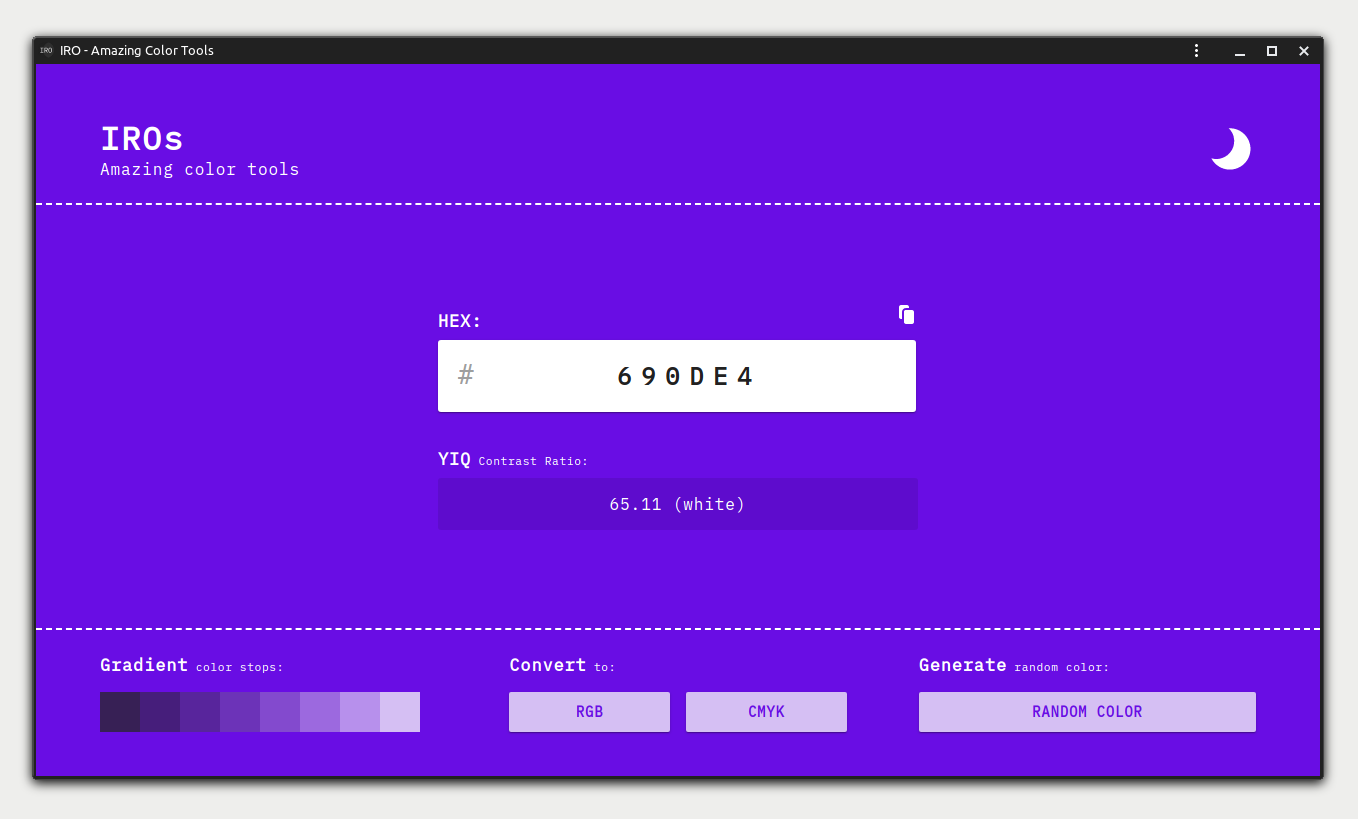 IRO
IRO - Amazing Color Tools
IROs
Amazing color tools
HEX:
# 690DE4
YIQ Contrast Ratio:
65.11 (white)
Gradient color stops:
Convert to:
RGB
CMYK
Generate random color:
RANDOM COLOR